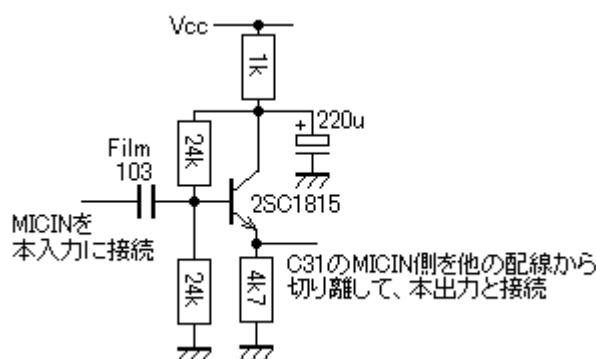 Vcc
1k
220u
24k
Film
103
2SC1815
MICINを
本入力に接続
24k
4k7
C31のMICIN側を他の配線から
切り離して、本出力と接続
+